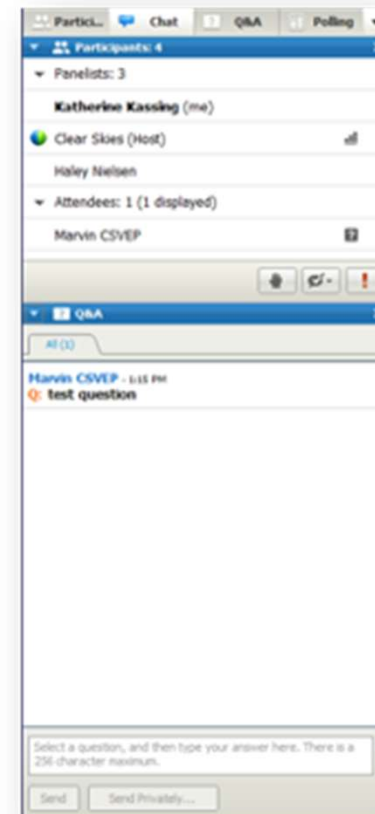 Partici...  Chat  Q&A  Polling
Participants: 4
Panelists: 3
Katherine Kassing (me)
Clear Skies (Host)
Haley Nielsen
Attendees: 1 (1 displayed)
Marvin CSVEP
Q&A
All (1)
Marvin CSVEP - 1:15 PM
Q: test question
Select a question, and then type your answer here. There is a
256 character maximum.
Send  Send Privately...